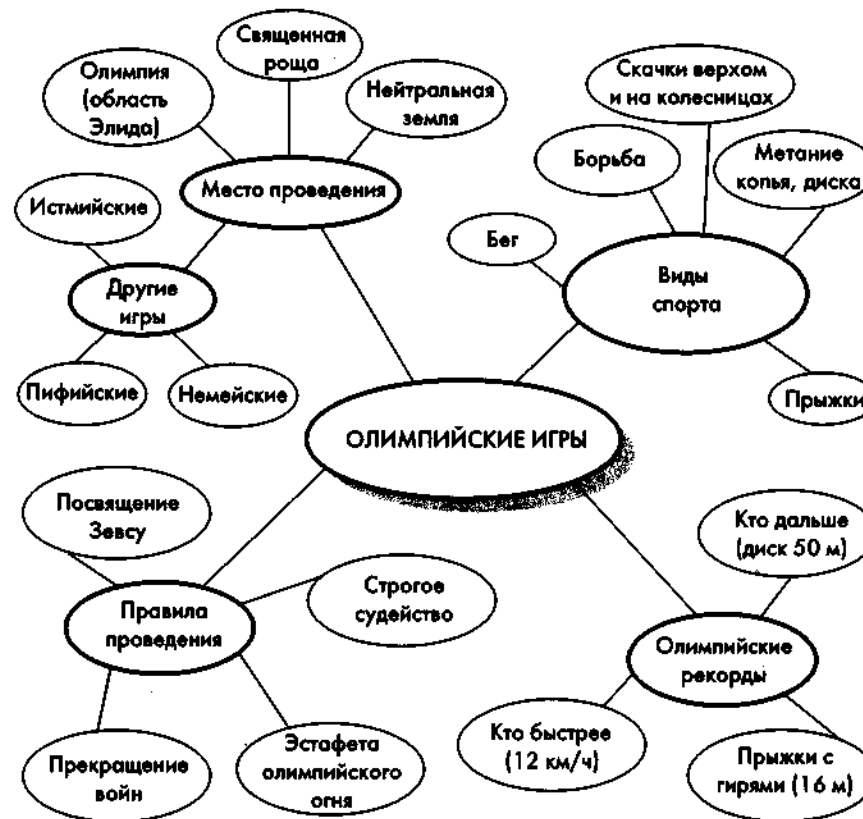 Священная
роща
Олимпия
(область
Элида)
Нейтральная
земля
Место проведения
Истмийские
Другие
игры
Пифийские
Немейские
Скачки верхом
и на колесницах
Борьба
Метание
копья, диска
Бег
Виды
спорта
Прыжки
ОЛИМПИЙСКИЕ ИГРЫ
Посвящение
Зевсу
Строгое
судейство
Правила
проведения
Прекращение
войн
Эстафета
олимпийского
огня
Кто дальше
(диск 50 м)
Олимпийские
рекорды
Кто быстрее
(12 км/ч)
Прыжки с
гирями (16 м)